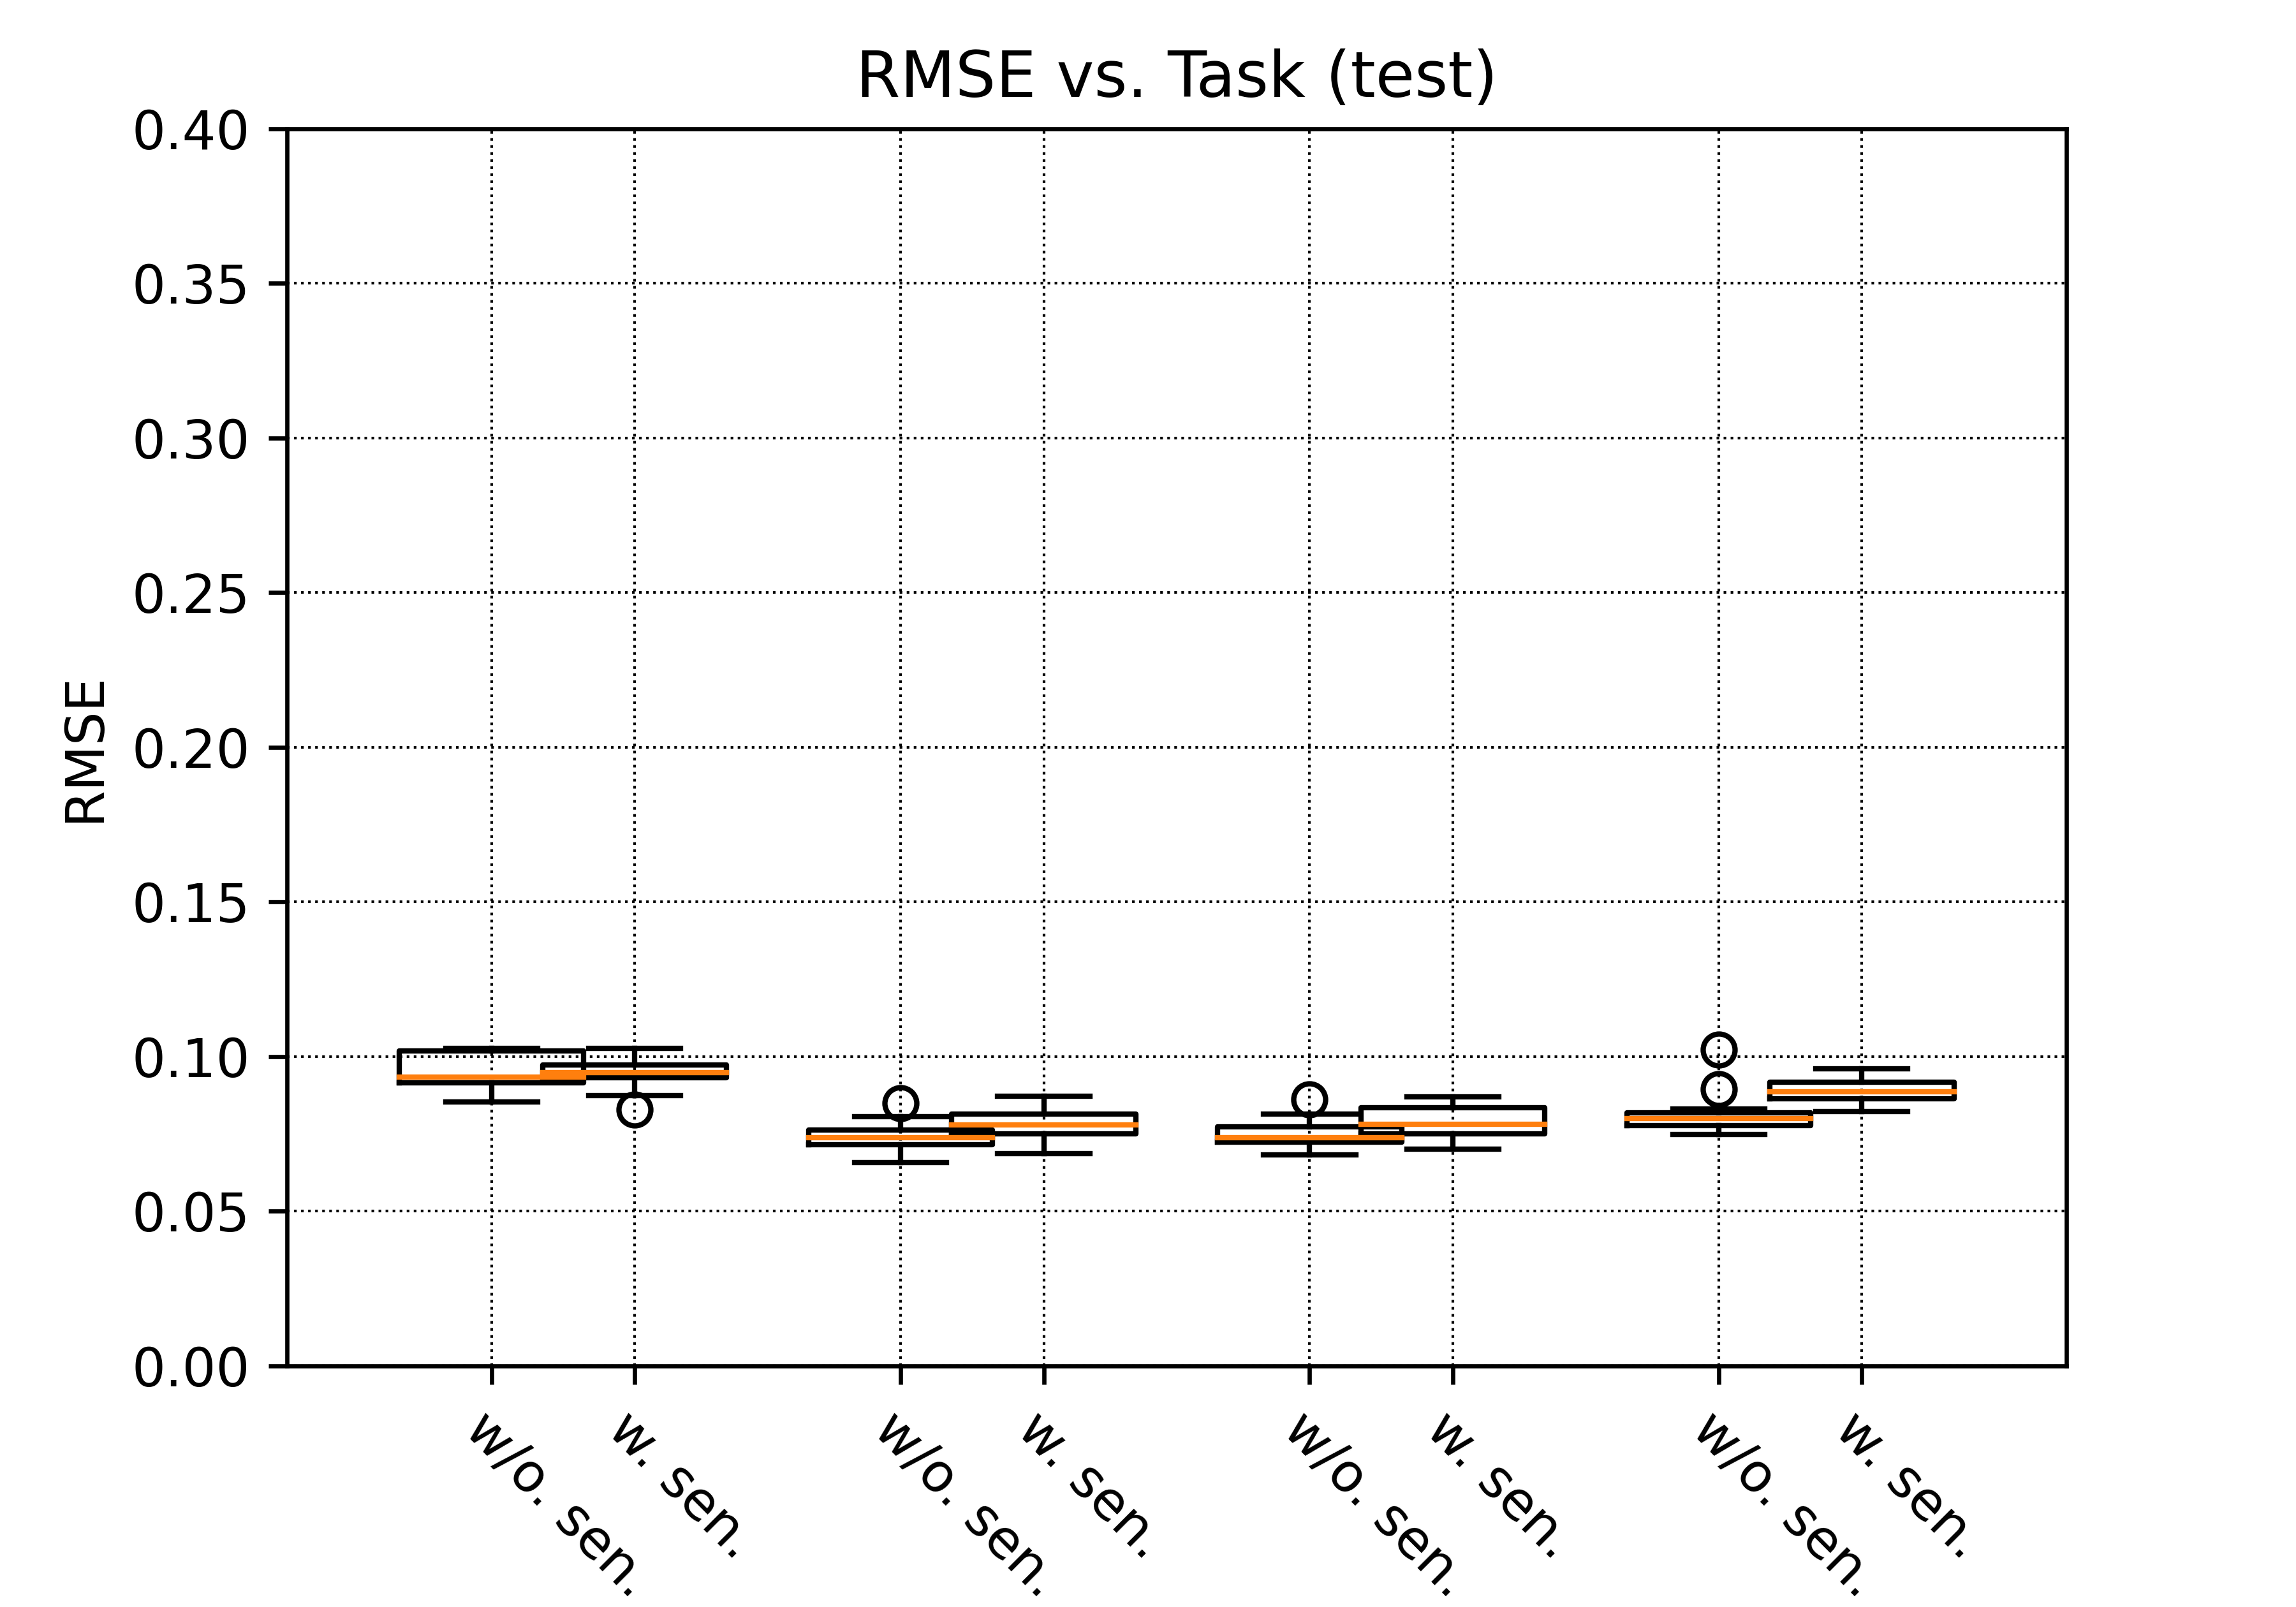 RMSE vs. Task (test)
0.40
0.35
0.30
0.25
0.20
0.15
0.10
0.05
0.00
RMSE
w/o. sen.
w. sen.
w/o. sen.
w. sen.
w/o. sen.
w. sen.
w/o. sen.
w. sen.